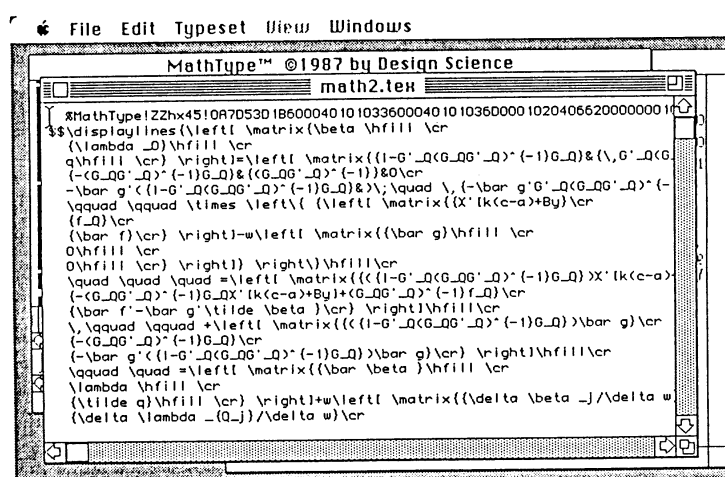 File Edit Typeset View Windows
MathType™ ©1987 by Design Science
math2.tex
%MathType!ZZhx45!0A7D53D1B600040101033600040101036D0001020406620000000
$$\displaylines{\left[ \matrix{\beta \hfill \cr
{\lambda _Q}\hfill \cr
q\hfill \cr} \right]=\left[ \matrix{{I-G'_Q(G_QG'_Q)^{-1}G_Q}&{\,G'_Q(G_
{-(G_QG'_Q)^{-1}G_Q}&{(G_QG'_Q)^{-1}}&0\cr
-\bar g'({I-G'_Q(G_QG'_Q)^{-1}G_Q}&)\;\quad \,{-\bar g'G'_Q(G_QG'_Q)^{-
\qquad \qquad \times \left\{ {\left[ \matrix{{X'[k(c-a)+By}\cr
{f_Q}\cr
{\bar f}\cr} \right]-w\left[ \matrix{{\bar g}\hfill \cr
0\hfill \cr
0\hfill \cr} \right]} \right\}\hfill\cr
\quad \quad \quad =\left[ \matrix{{({I-G'_Q(G_QG'_Q)^{-1}G_Q})X'[k(c-a)
{-(G_QG'_Q)^{-1}G_QX'[k(c-a)+By]+(G_QG'_Q)^{-1}f_Q}\cr
{\bar f'-\bar g'\tilde \beta }\cr} \right]\hfill\cr
\,\qquad \qquad +\left[ \matrix{{({I-G'_Q(G_QG'_Q)^{-1}G_Q})\bar g}\cr
{-(G_QG'_Q)^{-1}G_Q}\cr
{-\bar g'({I-G'_Q(G_QG'_Q)^{-1}G_Q})\bar g}\cr} \right]\hfill\cr
\qquad \quad =\left[ \matrix{{\bar \beta }\hfill \cr
\lambda \hfill \cr
{\tilde q}\hfill \cr} \right]+w\left[ \matrix{{\delta \beta _j/\delta w
{\delta \lambda _{Q_j}/\delta w}\cr